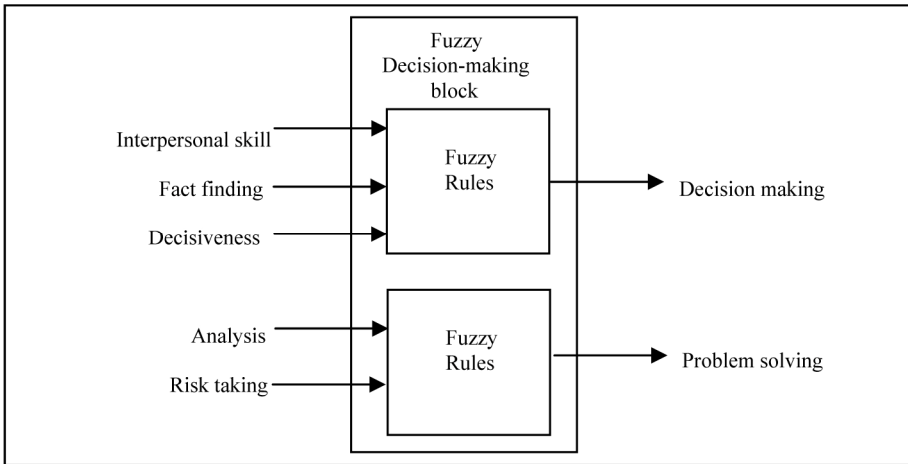 Fuzzy
Decision-making
block
Interpersonal skill
Fact finding
Decisiveness
Fuzzy
Rules
Decision making
Analysis
Risk taking
Fuzzy
Rules
Problem solving